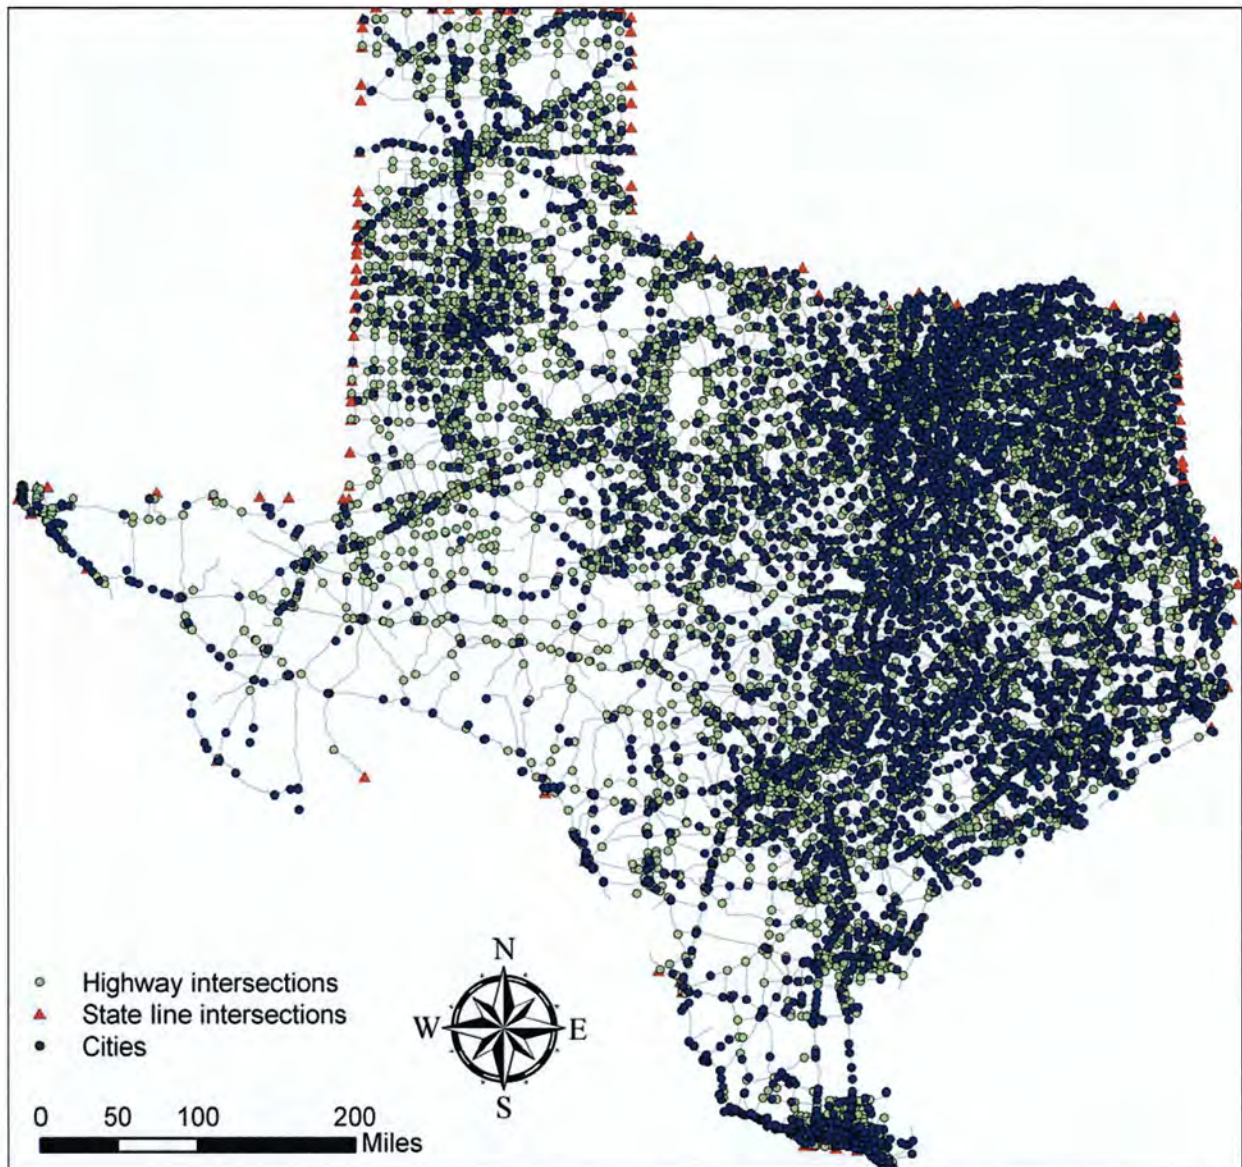 N
W E
S
Highway intersections
State line intersections
Cities
0 50 100 200
Miles